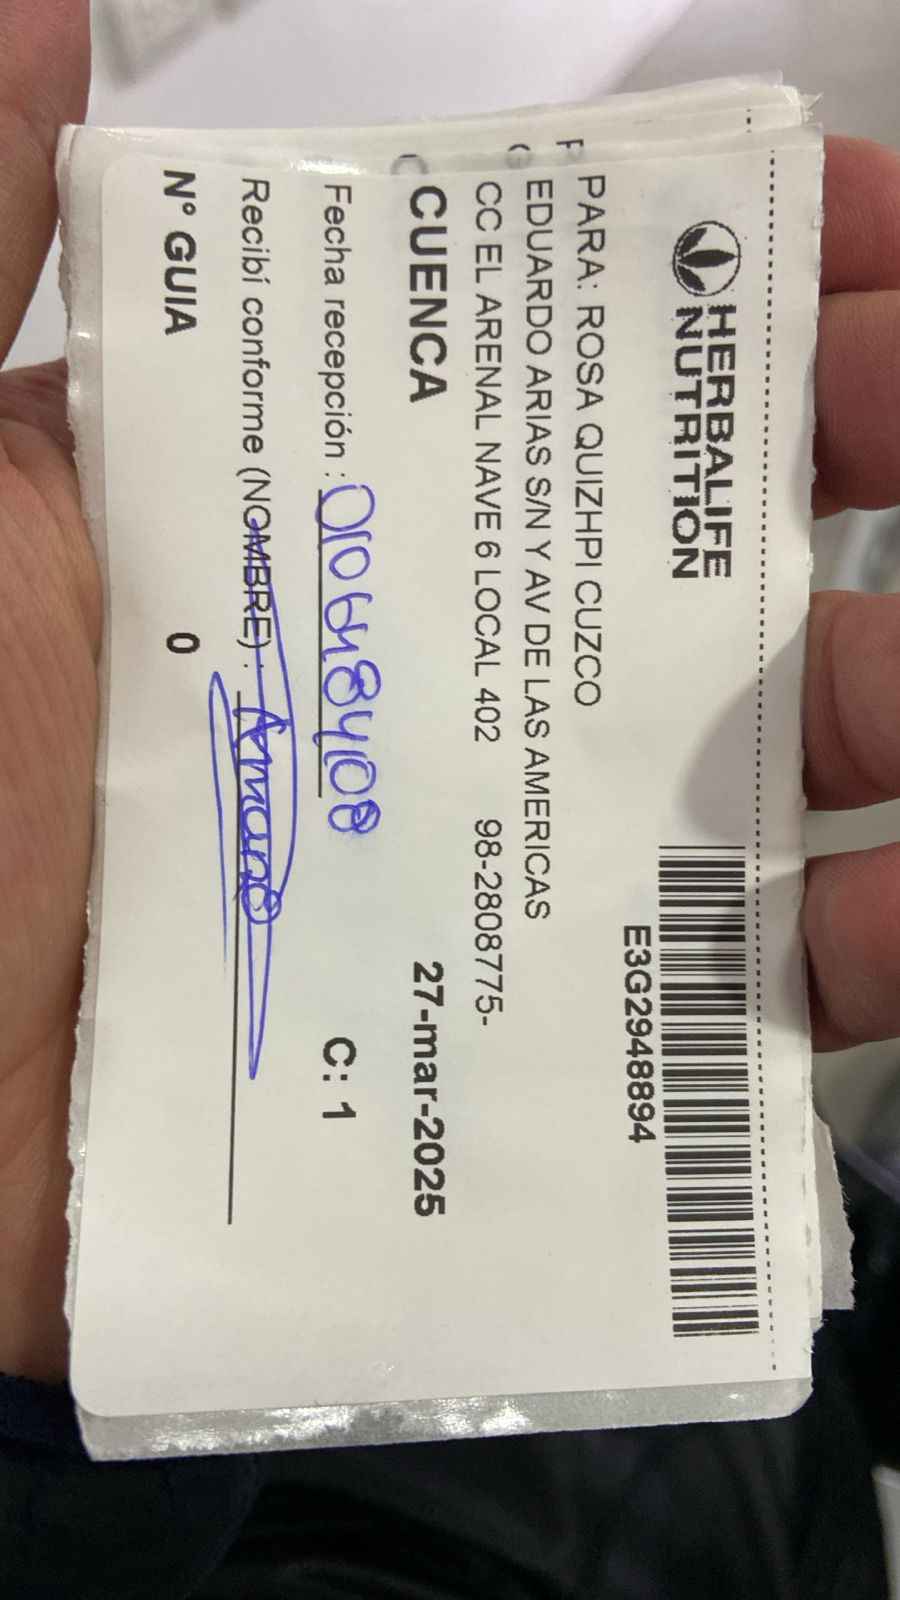 HERBALIFE
NUTRITION
E3G2948894
PARA: ROSA QUIZHPI CUZCO
EDUARDO ARIAS S/N Y AV DE LAS AMERICAS
CC EL ARENAL NAVE 6 LOCAL 402 98-2808775-
CUENCA 27-mar-2025
Fecha recepción : 0106484108 C: 1
Recibí conforme (NOMBRE) :
N° GUIA 0